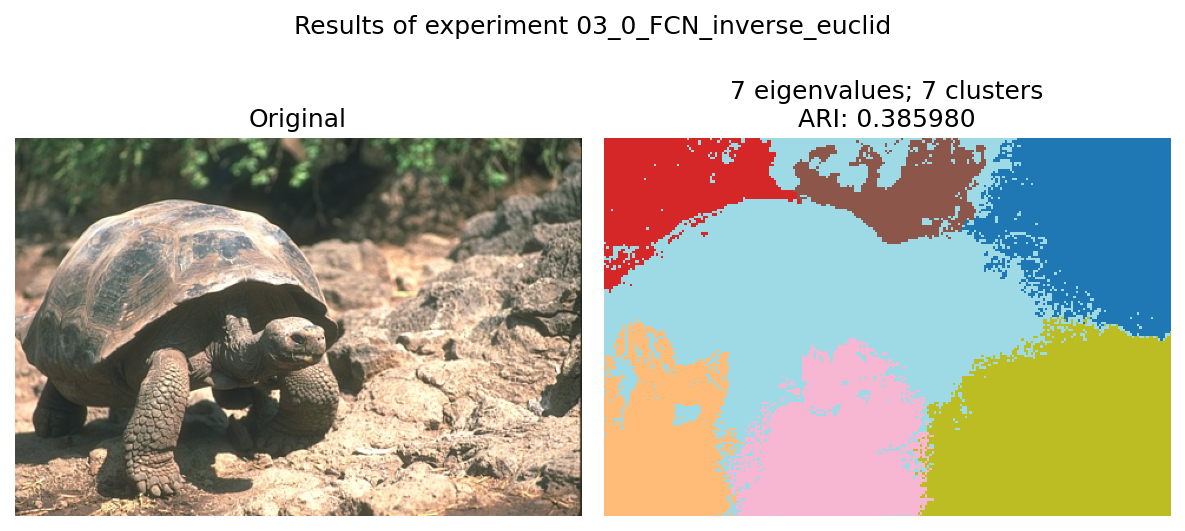 Results of experiment 03_0_FCN_inverse_euclid
Original
7 eigenvalues; 7 clusters
ARI: 0.385980